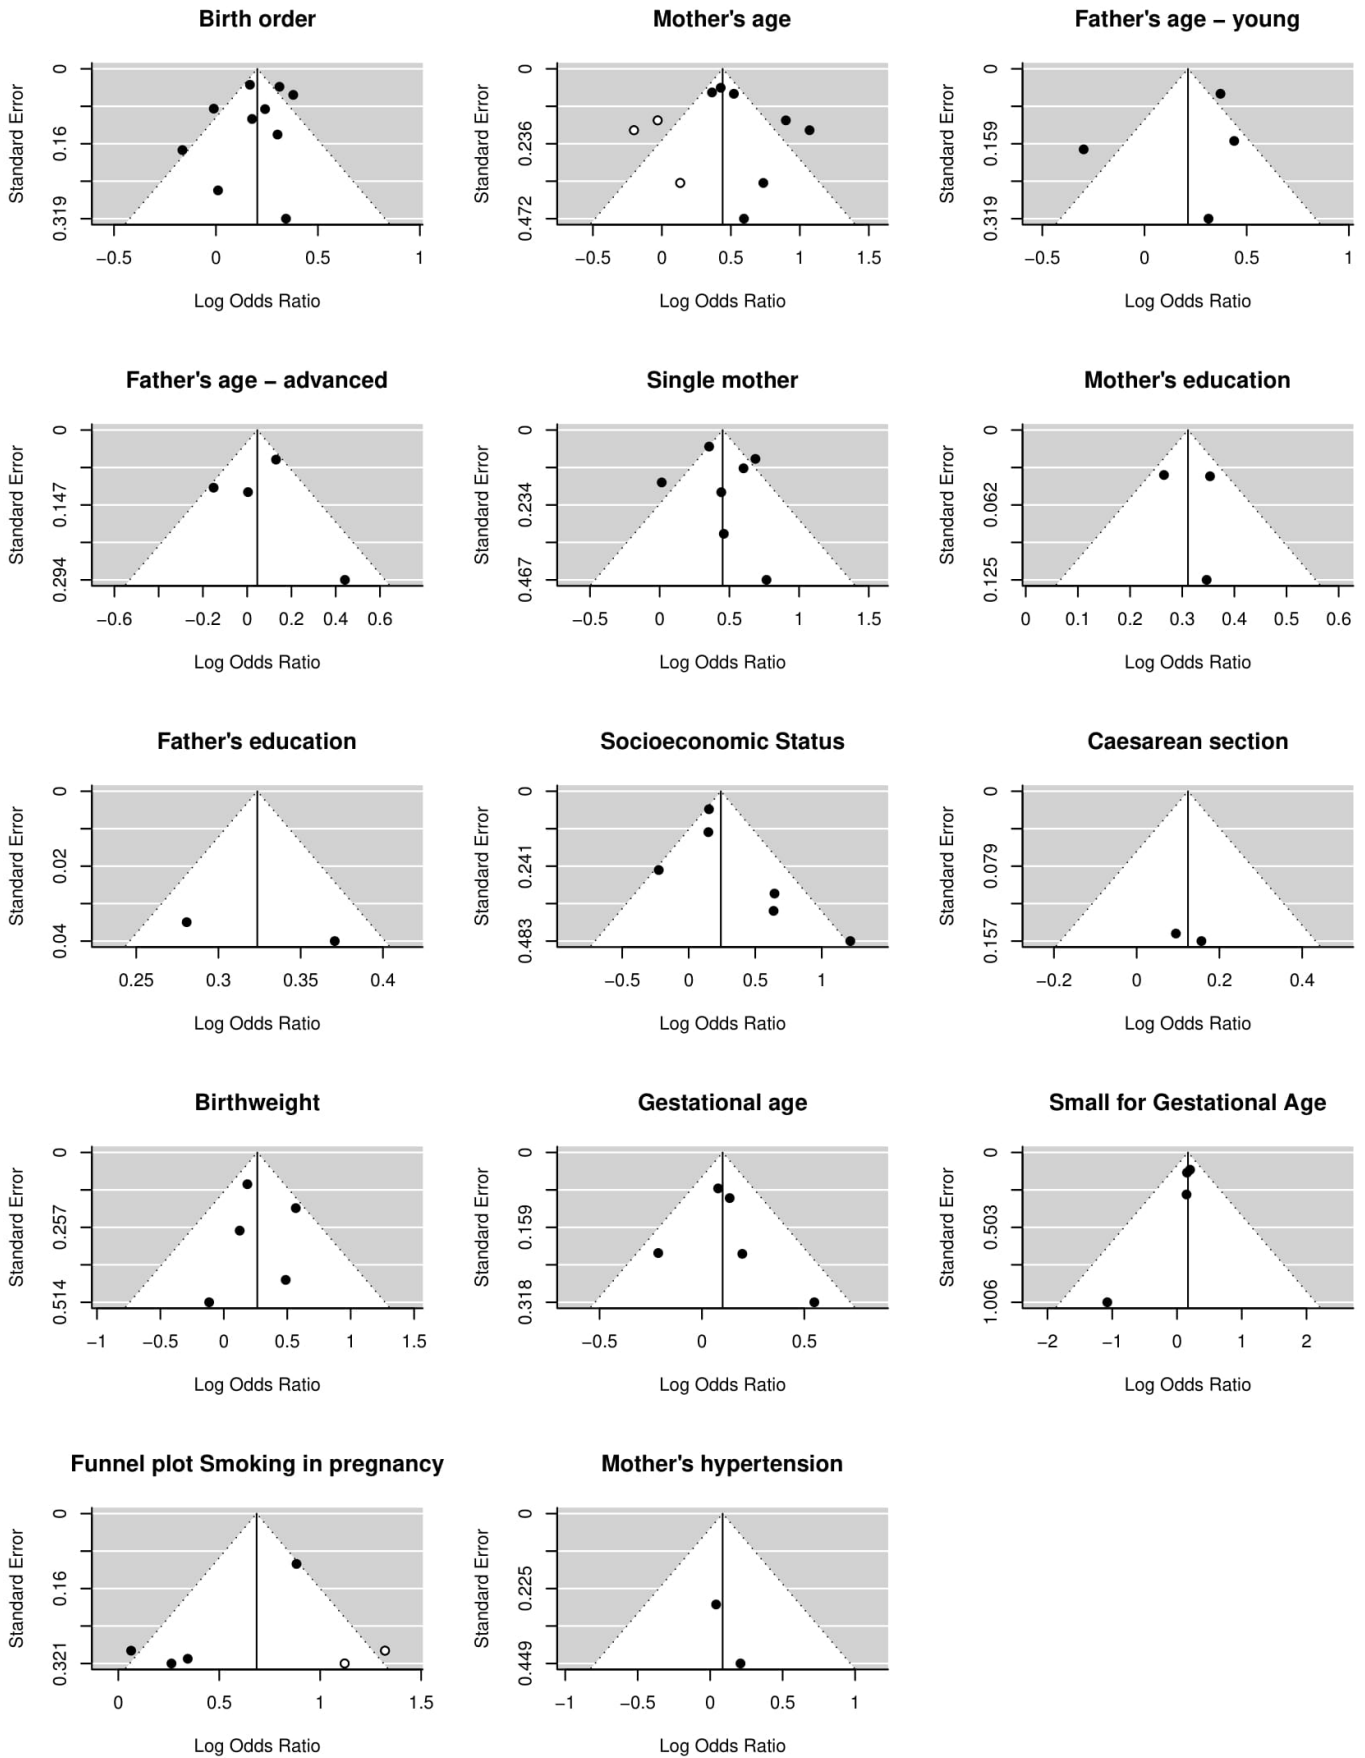 Birth order
Mother's age
Father's age − young
Standard Error
0
0.16
0.319
−0.5 0 0.5 1
Log Odds Ratio
Standard Error
0
0.236
0.472
−0.5 0 0.5 1 1.5
Log Odds Ratio
Standard Error
0
0.159
0.319
−0.5 0 0.5 1
Log Odds Ratio
Father's age − advanced
Single mother
Mother's education
Standard Error
0
0.147
0.294
−0.6 −0.2 0 0.2 0.4 0.6
Log Odds Ratio
Standard Error
0
0.234
0.467
−0.5 0 0.5 1 1.5
Log Odds Ratio
Standard Error
0
0.062
0.125
0 0.1 0.2 0.3 0.4 0.5 0.6
Log Odds Ratio
Father's education
Socioeconomic Status
Caesarean section
Standard Error
0
0.02
0.04
0.25 0.3 0.35 0.4
Log Odds Ratio
Standard Error
0
0.241
0.483
−0.5 0 0.5 1
Log Odds Ratio
Standard Error
0
0.079
0.157
−0.2 0 0.2 0.4
Log Odds Ratio
Birthweight
Gestational age
Small for Gestational Age
Standard Error
0
0.257
0.514
−1 −0.5 0 0.5 1 1.5
Log Odds Ratio
Standard Error
0
0.159
0.318
−0.5 0 0.5
Log Odds Ratio
Standard Error
0
0.503
1.006
−2 −1 0 1 2
Log Odds Ratio
Funnel plot Smoking in pregnancy
Mother's hypertension
Standard Error
0
0.16
0.321
0 0.5 1 1.5
Log Odds Ratio
Standard Error
0
0.225
0.449
−1 −0.5 0 0.5 1
Log Odds Ratio